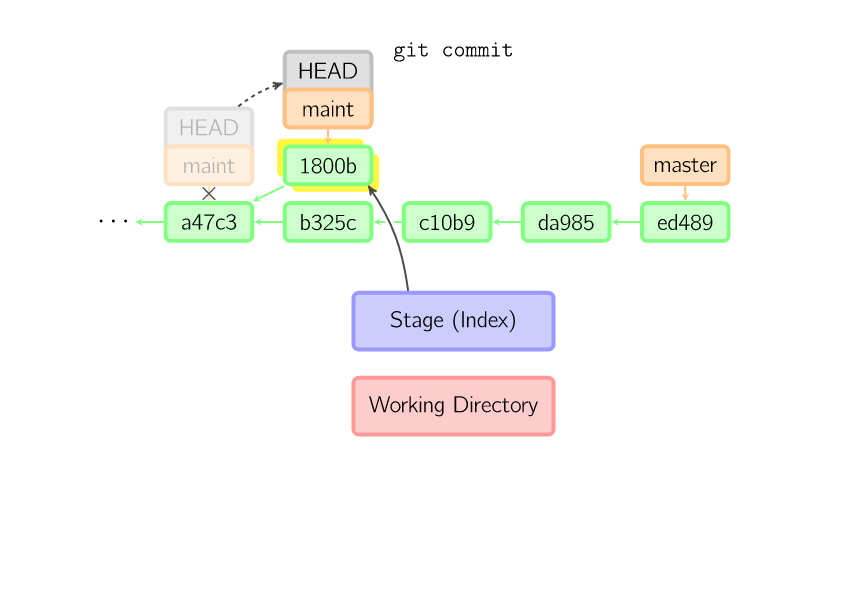 git commit
HEAD
maint
HEAD
maint
1800b
master
...
a47c3
b325c
c10b9
da985
ed489
Stage (Index)
Working Directory